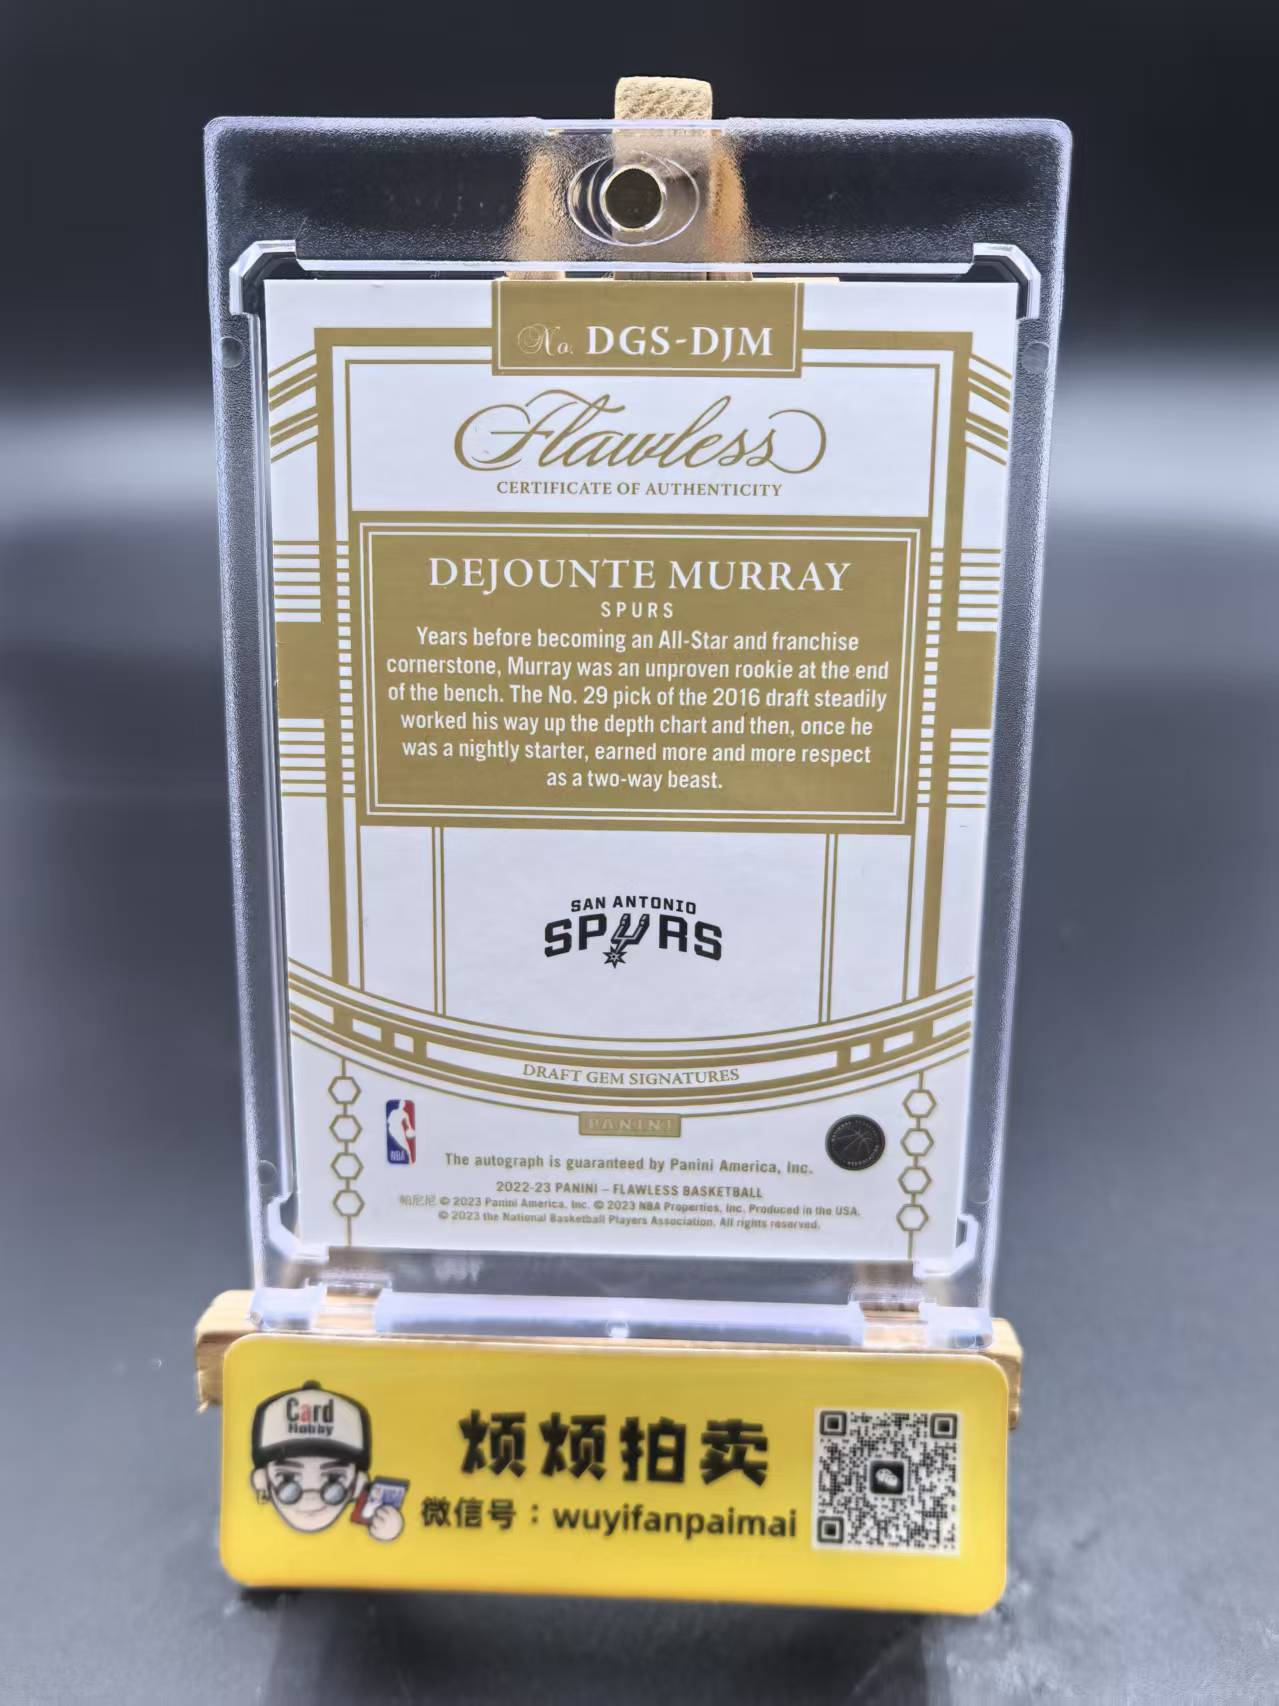 No. DGS-DJM
Flawless
CERTIFICATE OF AUTHENTICITY
DEJOUNTE MURRAY
SPURS
Years before becoming an All-Star and franchise
cornerstone, Murray was an unproven rookie at the end
of the bench. The No. 29 pick of the 2016 draft steadily
worked his way up the depth chart and then, once he
was a nightly starter, earned more and more respect
as a two-way beast.
SAN ANTONIO
SPURS
DRAFT GEM SIGNATURES
PANINI
NBA
The autograph is guaranteed by Panini America, Inc.
2022-23 PANINI – FLAWLESS BASKETBALL
帕尼尼 © 2023 Panini America, Inc. © 2023 NBA Properties, Inc. Produced in the USA.
© 2023 the National Basketball Players Association. All rights reserved.
Card
Hobby
烦烦拍卖
微信号：wuyifanpaimai